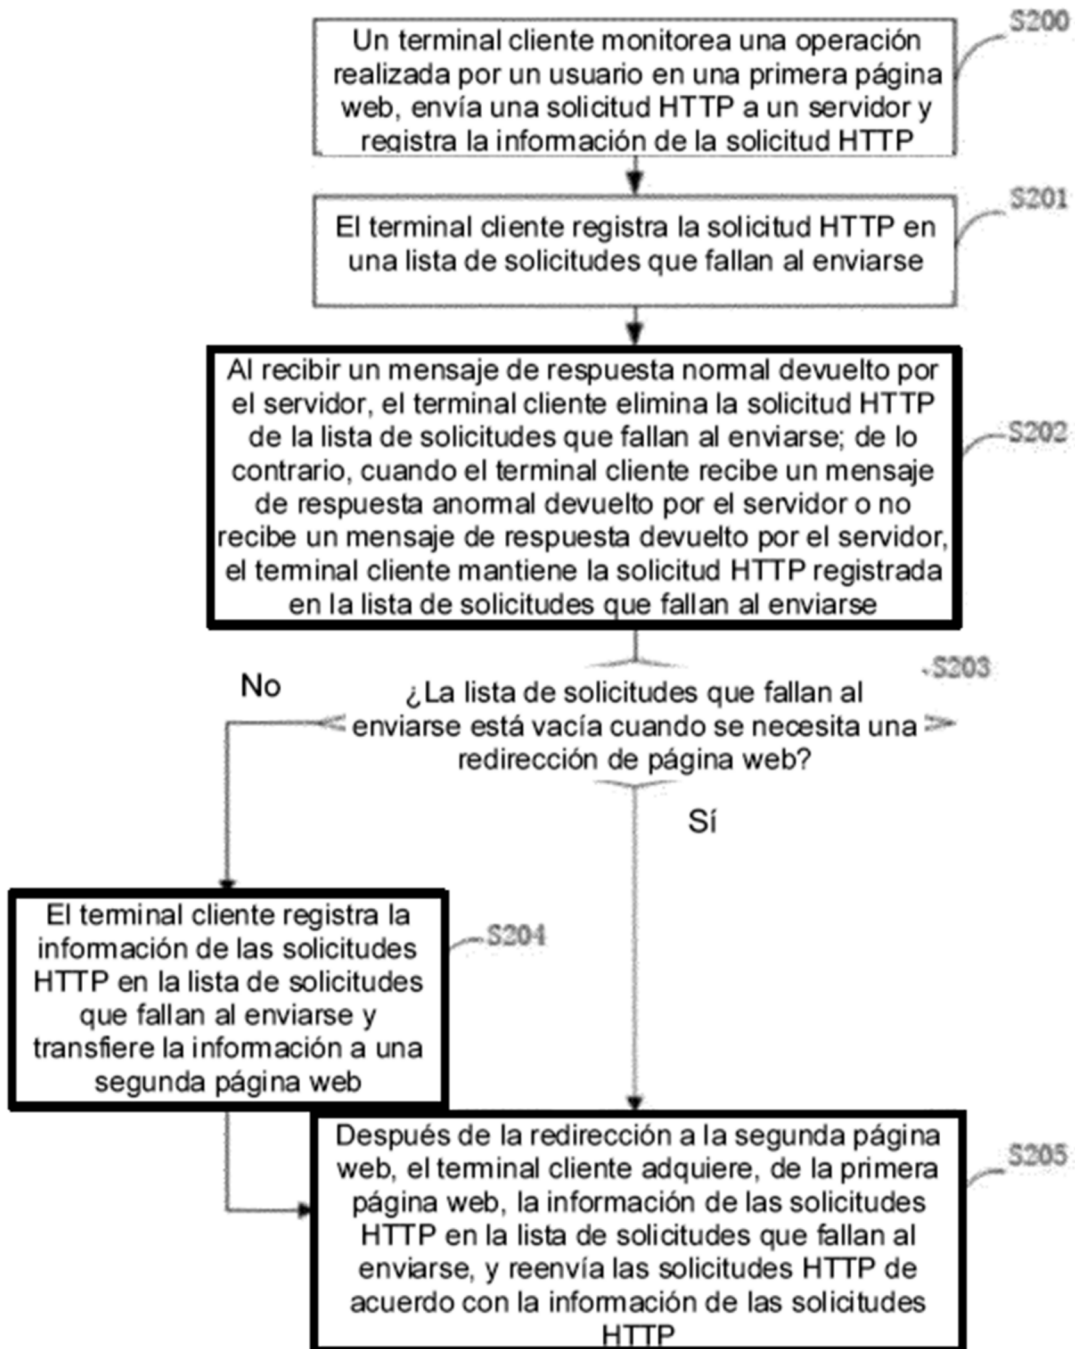 S200
Un terminal cliente monitorea una operación
realizada por un usuario en una primera página
web, envía una solicitud HTTP a un servidor y
registra la información de la solicitud HTTP
S201
El terminal cliente registra la solicitud HTTP en
una lista de solicitudes que fallan al enviarse
Al recibir un mensaje de respuesta normal devuelto por
el servidor, el terminal cliente elimina la solicitud HTTP
de la lista de solicitudes que fallan al enviarse; de lo
contrario, cuando el terminal cliente recibe un mensaje
de respuesta anormal devuelto por el servidor o no
recibe un mensaje de respuesta devuelto por el servidor,
el terminal cliente mantiene la solicitud HTTP registrada
en la lista de solicitudes que fallan al enviarse
S202
S203
No
¿La lista de solicitudes que fallan al
enviarse está vacía cuando se necesita una
redirección de página web?
Sí
El terminal cliente registra la
información de las solicitudes
HTTP en la lista de solicitudes
que fallan al enviarse y
transfiere la información a una
segunda página web
S204
Después de la redirección a la segunda página
web, el terminal cliente adquiere, de la primera
página web, la información de las solicitudes
HTTP en la lista de solicitudes que fallan al
enviarse, y reenvía las solicitudes HTTP de
acuerdo con la información de las solicitudes
HTTP
S205